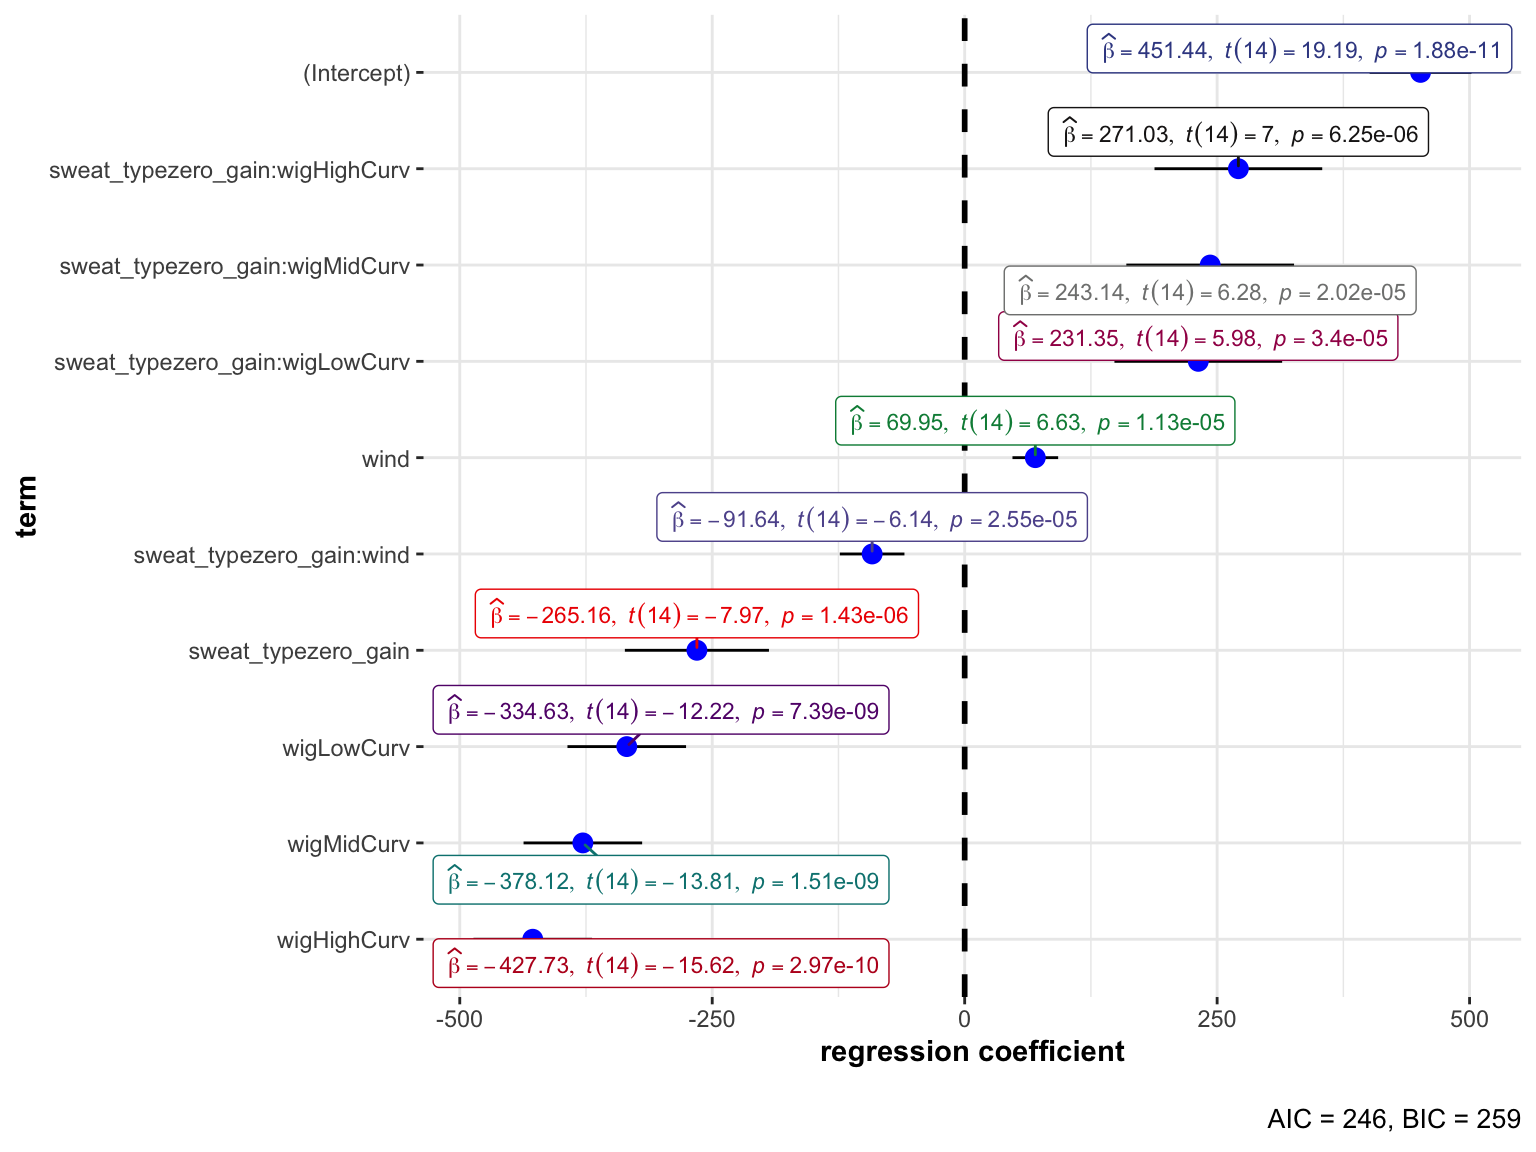 (Intercept)
β̂ = 451.44, t(14) = 19.19, p = 1.88e-11
sweat_typezero_gain:wigHighCurv
β̂ = 271.03, t(14) = 7, p = 6.25e-06
sweat_typezero_gain:wigMidCurv
β̂ = 243.14, t(14) = 6.28, p = 2.02e-05
sweat_typezero_gain:wigLowCurv
β̂ = 231.35, t(14) = 5.98, p = 3.4e-05
wind
β̂ = 69.95, t(14) = 6.63, p = 1.13e-05
sweat_typezero_gain:wind
β̂ = −91.64, t(14) = −6.14, p = 2.55e-05
sweat_typezero_gain
β̂ = −265.16, t(14) = −7.97, p = 1.43e-06
wigLowCurv
β̂ = −334.63, t(14) = −12.22, p = 7.39e-09
wigMidCurv
β̂ = −378.12, t(14) = −13.81, p = 1.51e-09
wigHighCurv
β̂ = −427.73, t(14) = −15.62, p = 2.97e-10
term
-500 -250 0 250 500
regression coefficient
AIC = 246, BIC = 259